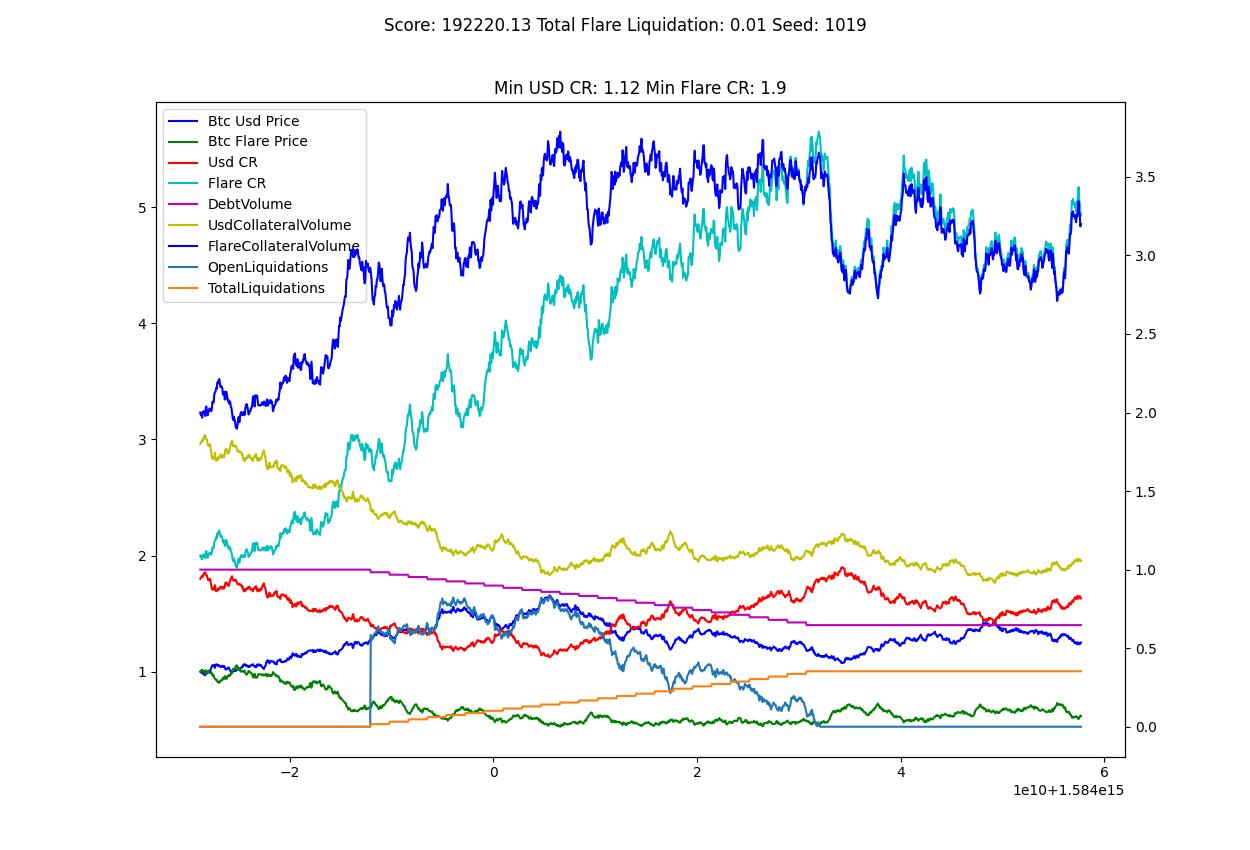 Score: 192220.13 Total Flare Liquidation: 0.01 Seed: 1019
Min USD CR: 1.12 Min Flare CR: 1.9
Btc Usd Price
Btc Flare Price
Usd CR
Flare CR
DebtVolume
UsdCollateralVolume
FlareCollateralVolume
OpenLiquidations
TotalLiquidations
5
4
3
2
1
3.5
3.0
2.5
2.0
1.5
1.0
0.5
0.0
−2 0 2 4 6
1e10+1.584e15